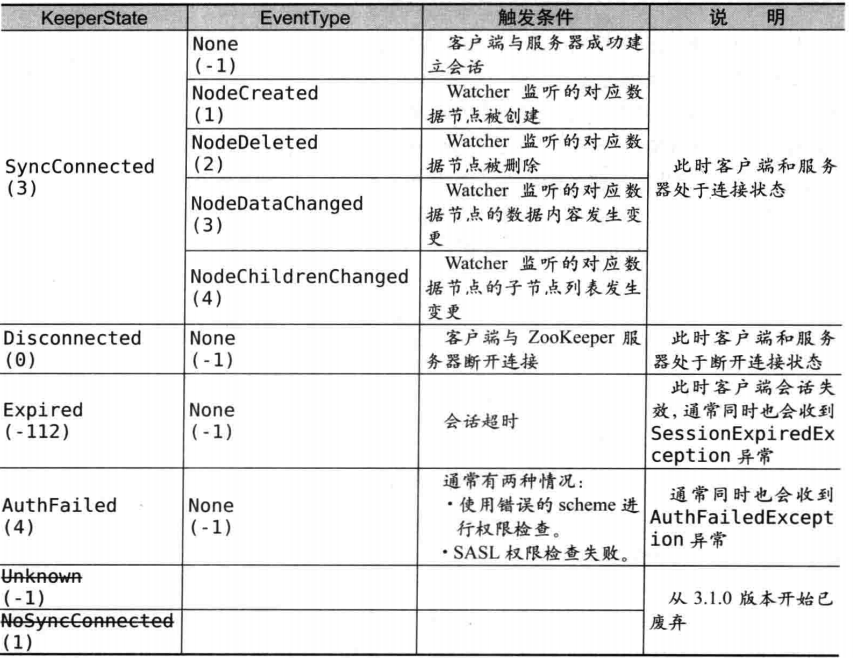 KeeperState EventType 触发条件 说 明
SyncConnected
(3)
None
(-1)
客户端与服务器成功建
立会话
NodeCreated
(1)
Watcher 监听的对应数
据节点被创建
NodeDeleted
(2)
Watcher 监听的对应数
据节点被删除
NodeDataChanged
(3)
Watcher 监听的对应数
据节点的数据内容发生变
更
NodeChildrenChanged
(4)
Watcher 监听的对应数
据节点的子节点列表发生
变更
此时客户端和服务
器处于连接状态
Disconnected
(0)
None
(-1)
客户端与 ZooKeeper 服
务器断开连接
此时客户端和服务
器处于断开连接状态
Expired
(-112)
None
(-1)
会话超时
此时客户端会话失
效,通常同时也会收到
SessionExpiredEx
ception 异常
AuthFailed
(4)
None
(-1)
通常有两种情况:
·使用错误的 scheme 进
行权限检查。
·SASL 权限检查失败。
通常同时也会收到
AuthFailedExcept
ion 异常
Unknown
(-1)
NoSyncConnected
(1)
从 3.1.0 版本开始已
废弃